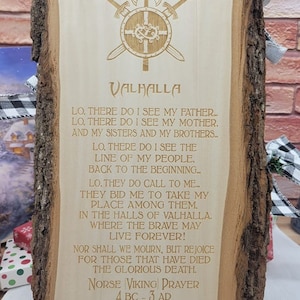 VALHALLA
LO, THERE DO I SEE MY FATHER...
LO, THERE DO I SEE MY MOTHER,
AND MY SISTERS AND MY BROTHERS...
LO, THERE DO I SEE THE
LINE OF MY PEOPLE,
BACK TO THE BEGINNING...
LO, THEY DO CALL TO ME...
THEY BID ME TO TAKE MY
PLACE AMONG THEM,
IN THE HALLS OF VALHALLA,
WHERE THE BRAVE MAY
LIVE FOREVER!
NOR SHALL WE MOURN, BUT REJOICE
FOR THOSE THAT HAVE DIED
THE GLORIOUS DEATH.
NORSE (VIKING) PRAYER
4 BC - 3 AD